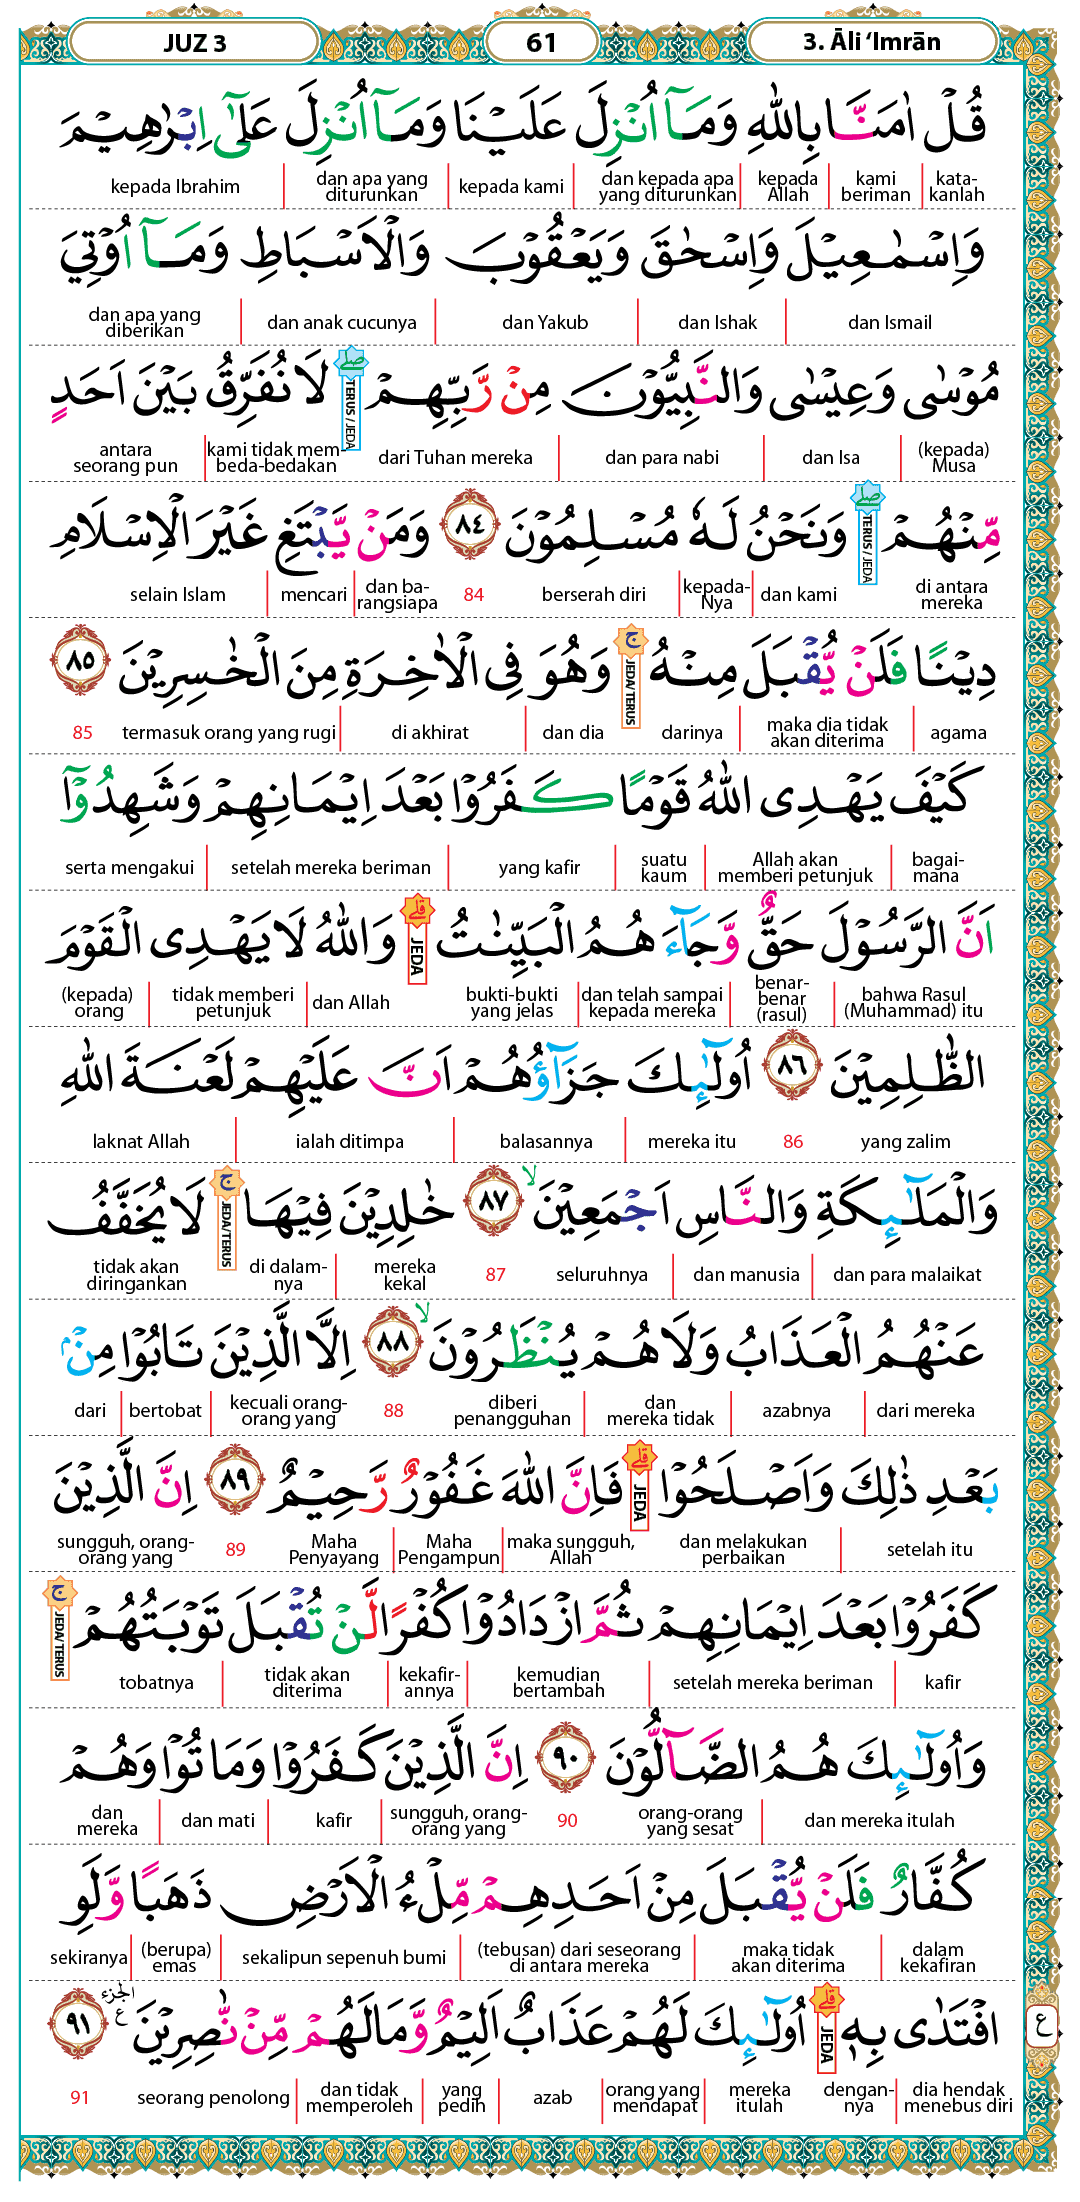 JUZ 3 61 3. Āli ‘Imrān
قُلْ اٰمَنَّا بِاللّٰهِ وَمَآ اُنْزِلَ عَلَيْنَا وَمَآ اُنْزِلَ عَلٰٓى اِبْرٰهِيْمَ
kata-kanlah kami beriman kepada Allah dan kepada apa yang diturunkan kepada kami dan apa yang diturunkan kepada Ibrahim
وَاِسْمٰعِيْلَ وَاِسْحٰقَ وَيَعْقُوْبَ وَالْاَسْبَاطِ وَمَآ اُوْتِيَ
dan Ismail dan Ishak dan Yakub dan anak cucunya dan apa yang diberikan
مُوْسٰى وَعِيْسٰى وَالنَّبِيُّوْنَ مِنْ رَّبِّهِمْ ۖ لَا نُفَرِّقُ بَيْنَ اَحَدٍ
TERUS / JEDA
(kepada) Musa dan Isa dan para nabi dari Tuhan mereka kami tidak mem-beda-bedakan antara seorang pun
مِّنْهُمْ ۖ وَنَحْنُ لَهٗ مُسْلِمُوْنَ ٨٤ وَمَنْ يَّبْتَغِ غَيْرَ الْاِسْلَامِ
TERUS / JEDA
di antara mereka dan kami kepada-Nya berserah diri 84 dan ba-rangsiapa mencari selain Islam
دِيْنًا فَلَنْ يُّقْبَلَ مِنْهُ ۚ وَهُوَ فِى الْاٰخِرَةِ مِنَ الْخٰسِرِيْنَ ٨٥
JEDA/ TERUS
agama maka dia tidak akan diterima darinya dan dia di akhirat termasuk orang yang rugi 85
كَيْفَ يَهْدِى اللّٰهُ قَوْمًا كَفَرُوْا بَعْدَ اِيْمَانِهِمْ وَشَهِدُوْٓا
bagai-mana Allah akan memberi petunjuk suatu kaum yang kafir setelah mereka beriman serta mengakui
اَنَّ الرَّسُوْلَ حَقٌّ وَّجَآءَ هُمُ الْبَيِّنٰتُ ۗ وَاللّٰهُ لَا يَهْدِى الْقَوْمَ
JEDA
bahwa Rasul (Muhammad) itu benar-benar (rasul) dan telah sampai kepada mereka bukti-bukti yang jelas dan Allah tidak memberi petunjuk (kepada) orang
الظّٰلِمِيْنَ ٨٦ اُولٰۤىِٕكَ جَزَاۤؤُهُمْ اَنَّ عَلَيْهِمْ لَعْنَةَ اللّٰهِ
yang zalim 86 mereka itu balasannya ialah ditimpa laknat Allah
وَالْمَلٰۤىِٕكَةِ وَالنَّاسِ اَجْمَعِيْنَ ۙ ٨٧ خٰلِدِيْنَ فِيْهَا ۚ لَا يُخَفَّفُ
JEDA/TERUS
dan para malaikat dan manusia seluruhnya 87 mereka kekal di dalam-nya tidak akan diringankan
عَنْهُمُ الْعَذَابُ وَلَا هُمْ يُنْظَرُوْنَ ۙ ٨٨ اِلَّا الَّذِيْنَ تَابُوْا مِنْۢ
dari mereka azabnya dan mereka tidak diberi penangguhan 88 kecuali orang-orang yang bertobat dari
بَعْدِ ذٰلِكَ وَاَصْلَحُوْا ۗ فَاِنَّ اللّٰهَ غَفُوْرٌ رَّحِيْمٌ ٨٩ اِنَّ الَّذِيْنَ
JEDA
setelah itu dan melakukan perbaikan maka sungguh, Allah Maha Pengampun Maha Penyayang 89 sungguh, orang-orang yang
كَفَرُوْا بَعْدَ اِيْمَانِهِمْ ثُمَّ ازْدَادُوْا كُفْرًا لَّنْ تُقْبَلَ تَوْبَتُهُمْ ۚ
JEDA/ TERUS
kafir setelah mereka beriman kemudian bertambah kekafir-annya tidak akan diterima tobatnya
وَاُولٰۤىِٕكَ هُمُ الضَّاۤلُّوْنَ ٩٠ اِنَّ الَّذِيْنَ كَفَرُوْا وَمَاتُوْا وَهُمْ
dan mereka itulah orang-orang yang sesat 90 sungguh, orang-orang yang kafir dan mati dan mereka
كُفَّارٌ فَلَنْ يُّقْبَلَ مِنْ اَحَدِهِمْ مِّلْءُ الْاَرْضِ ذَهَبًا وَّلَوِ
dalam kekafiran maka tidak akan diterima (tebusan) dari seseorang di antara mereka sekalipun sepenuh bumi (berupa) emas sekiranya
افْتَدٰى بِهٖ ۗ اُولٰۤىِٕكَ لَهُمْ عَذَابٌ اَلِيْمٌ وَّمَا لَهُمْ مِّنْ نّٰصِرِيْنَ ࣖ ٩١ الجزء ع
JEDA
dia hendak menebus diri dengan-nya mereka itulah orang yang mendapat azab yang pedih dan tidak memperoleh seorang penolong 91
ع